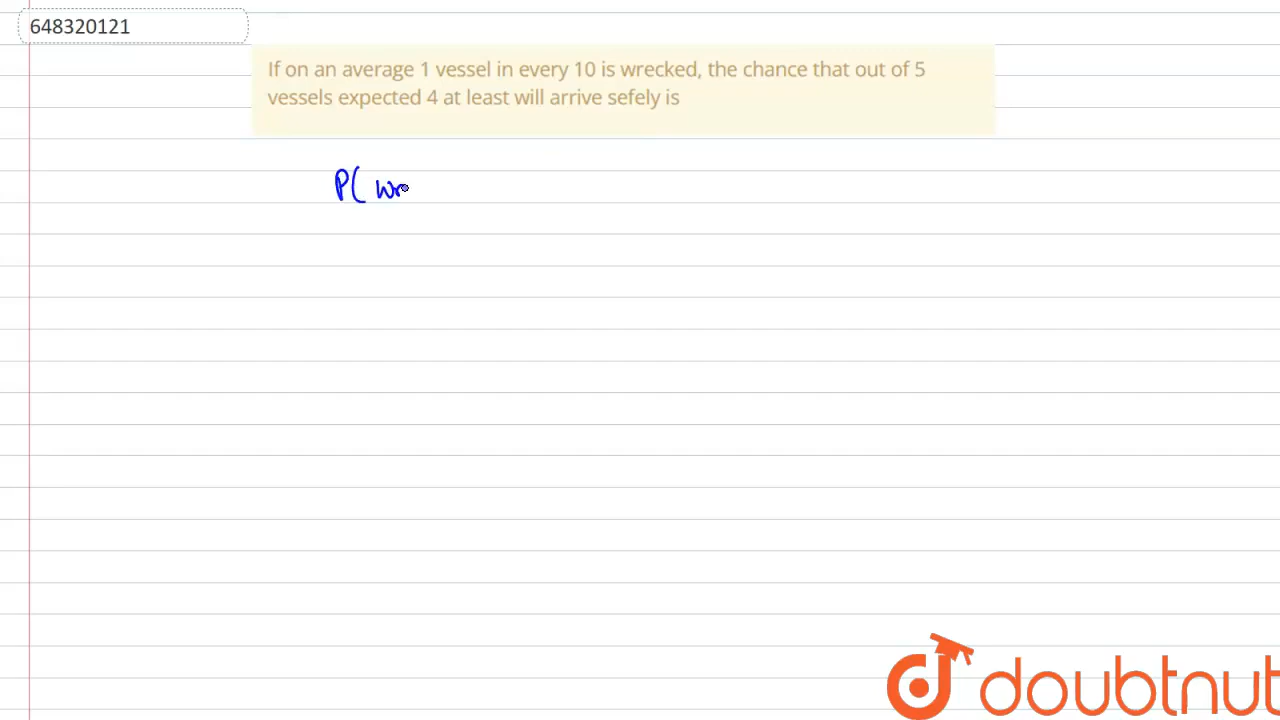 648320121
If on an average 1 vessel in every 10 is wrecked, the chance that out of 5
vessels expected 4 at least will arrive sefely is
P( wr
doubtnut